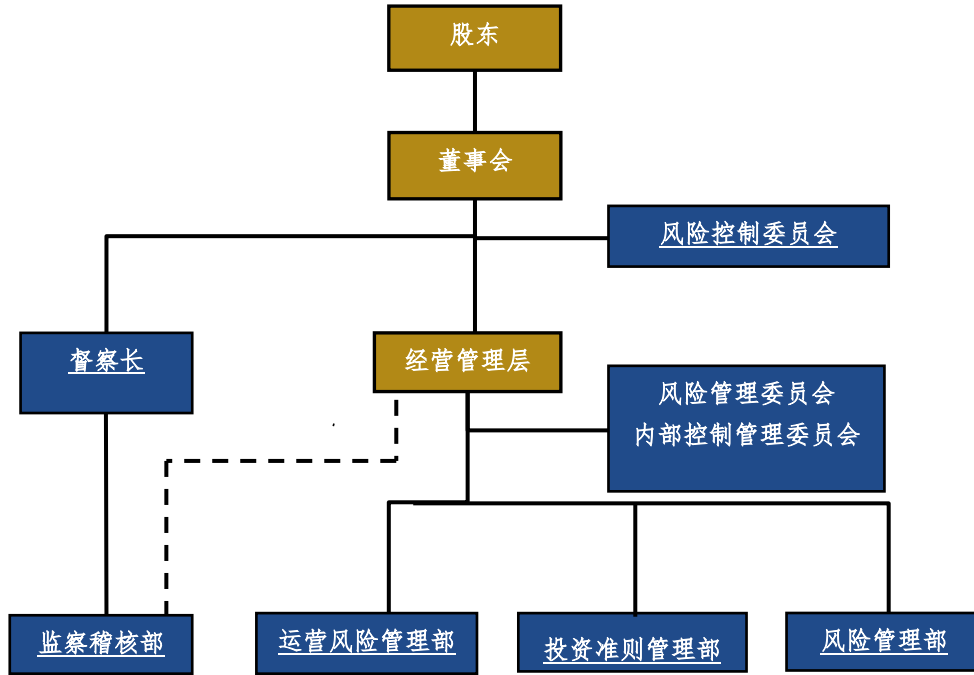 股东
董事会
风险控制委员会
督察长
经营管理层
风险管理委员会
内部控制管理委员会
监察稽核部
运营风险管理部
投资准则管理部
风险管理部